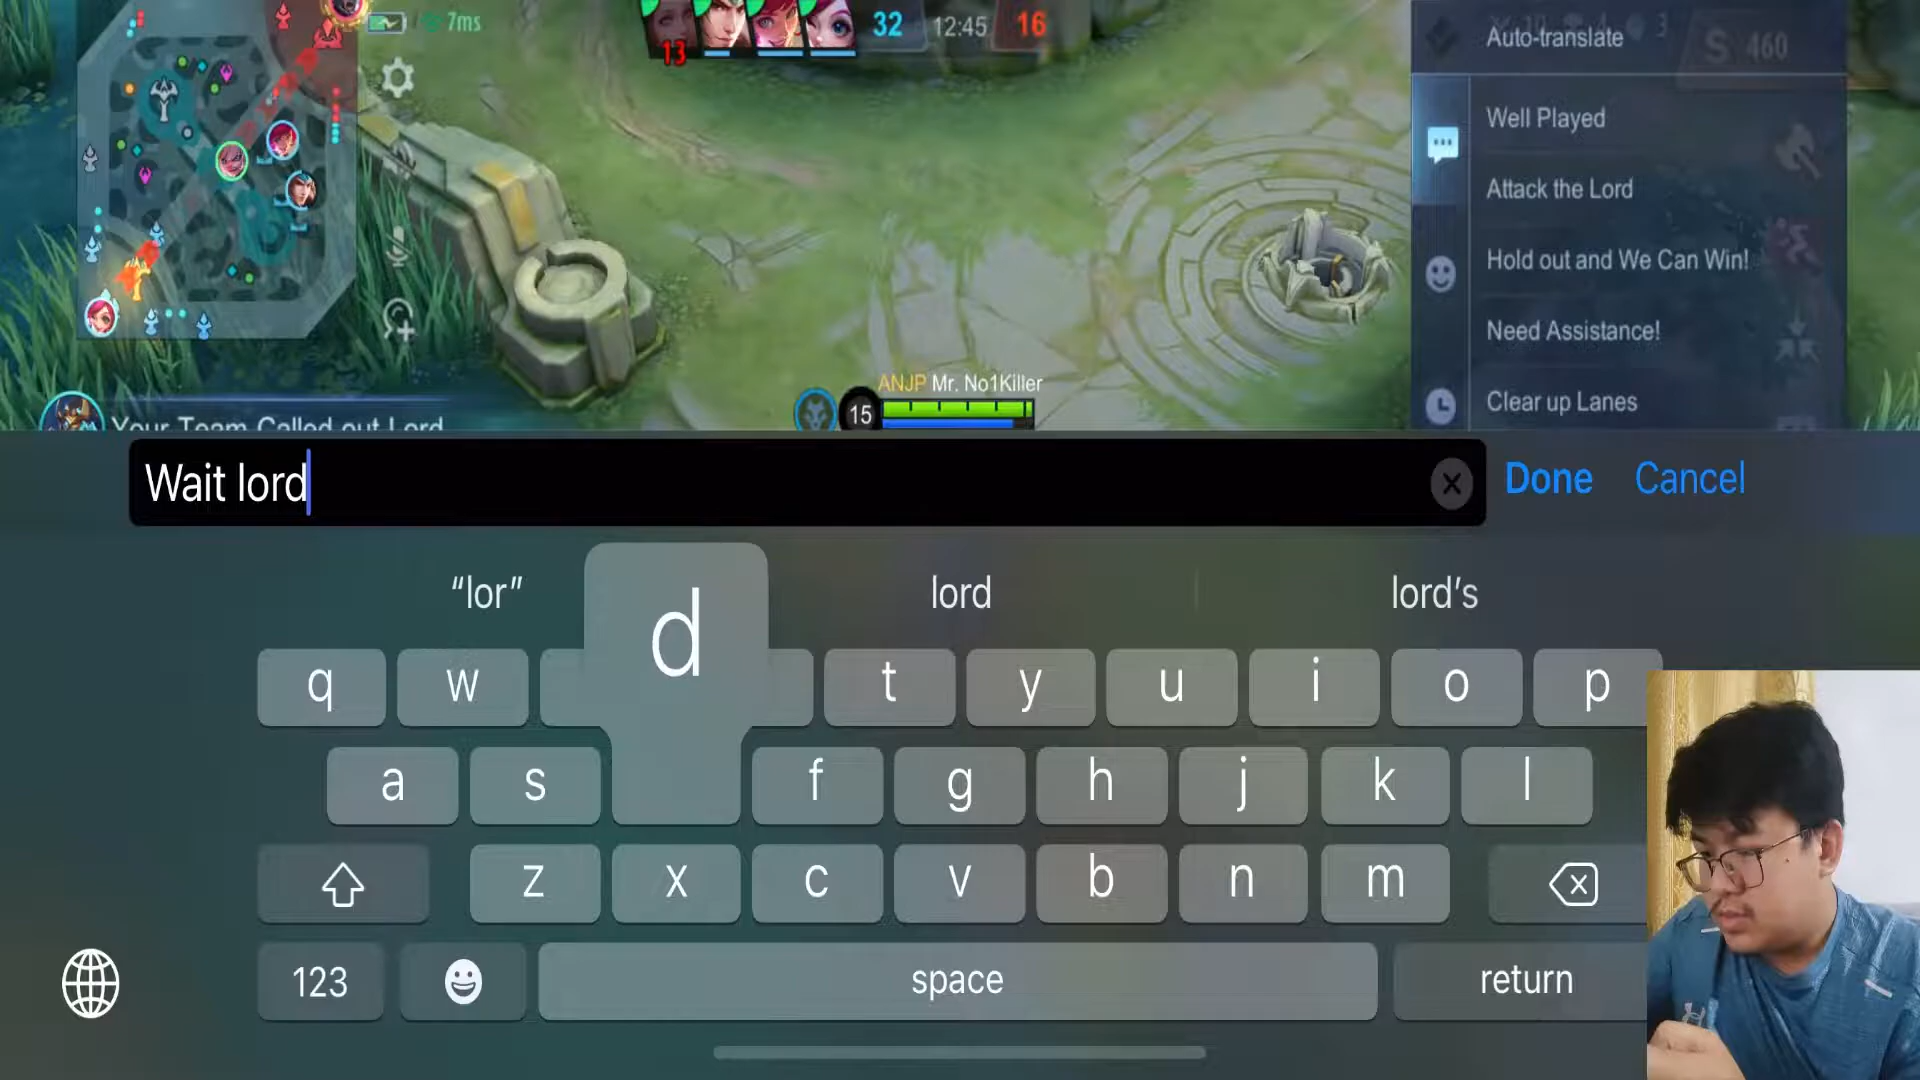 7ms
13
32 12:45 16
S 460
Auto-translate
Well Played
Attack the Lord
Hold out and We Can Win!
Need Assistance!
Clear up Lanes
ANJP Mr. No1Killer
15
Your Team Called out Lord
Wait lord
Done
Cancel
“lor”
lord
lord's
d
q w t y u i o p
a s f g h j k l
z x c v b n m
123
space
return